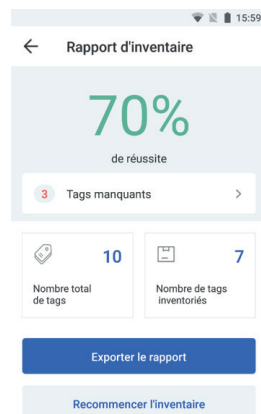 15:59
Rapport d'inventaire
70%
de réussite
3 Tags manquants
10
Nombre total
de tags
7
Nombre de tags
inventoriés
Exporter le rapport
Recommencer l'inventaire